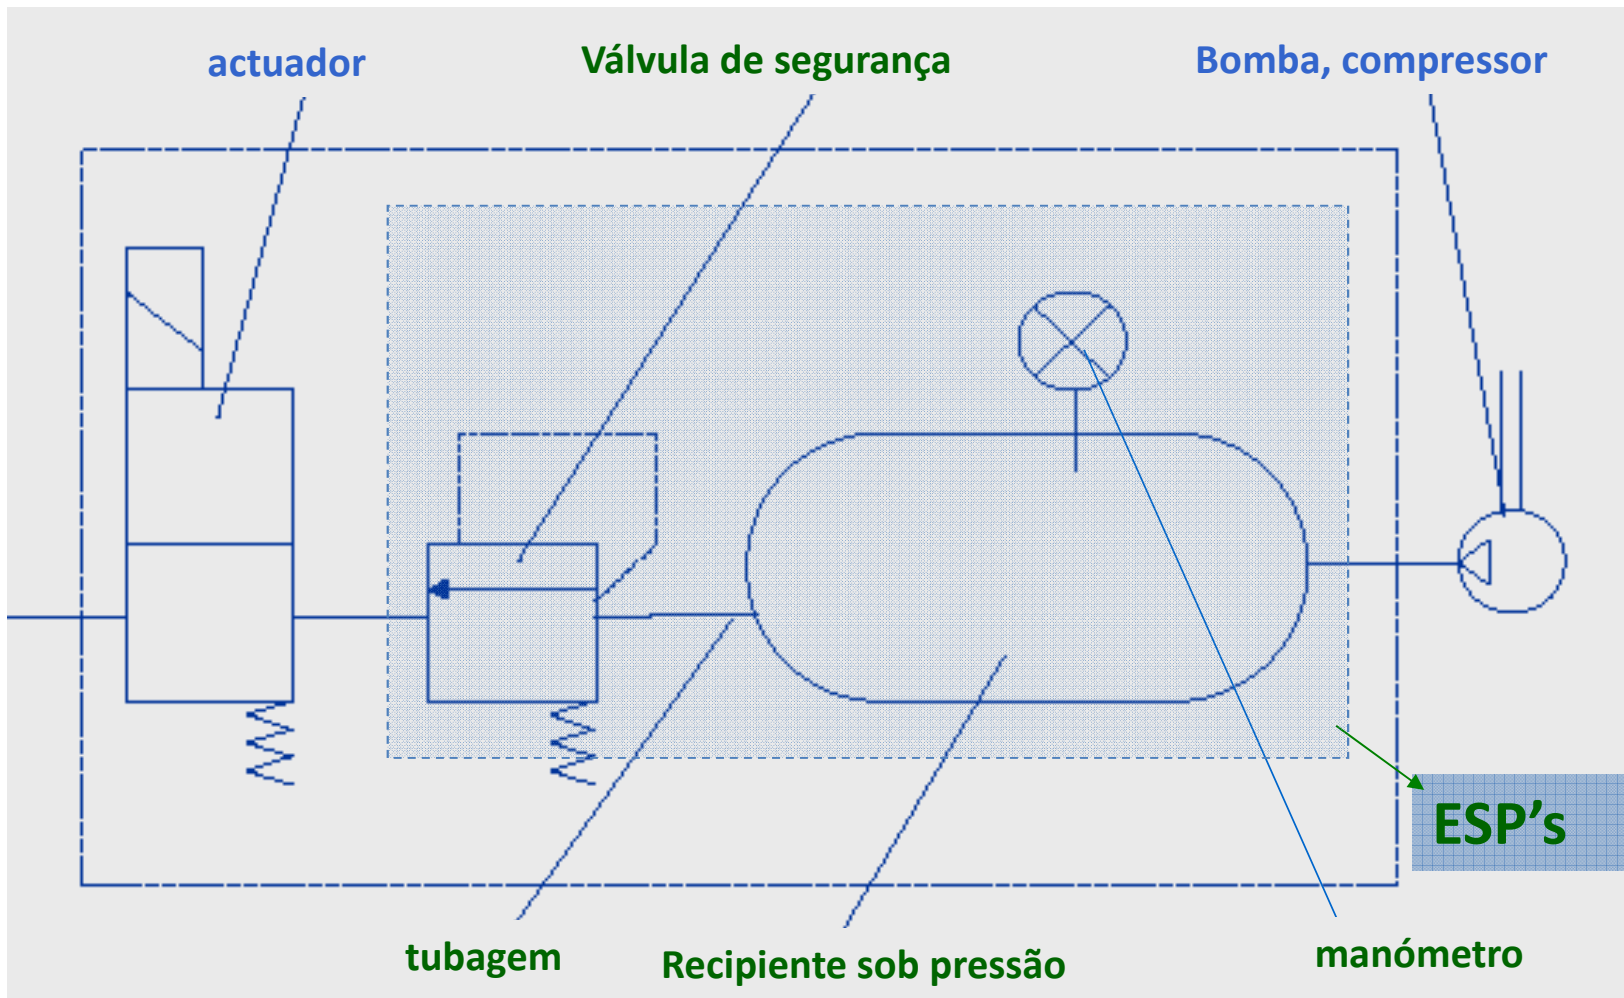 actuador
Válvula de segurança
Bomba, compressor
ESP’s
tubagem
Recipiente sob pressão
manómetro